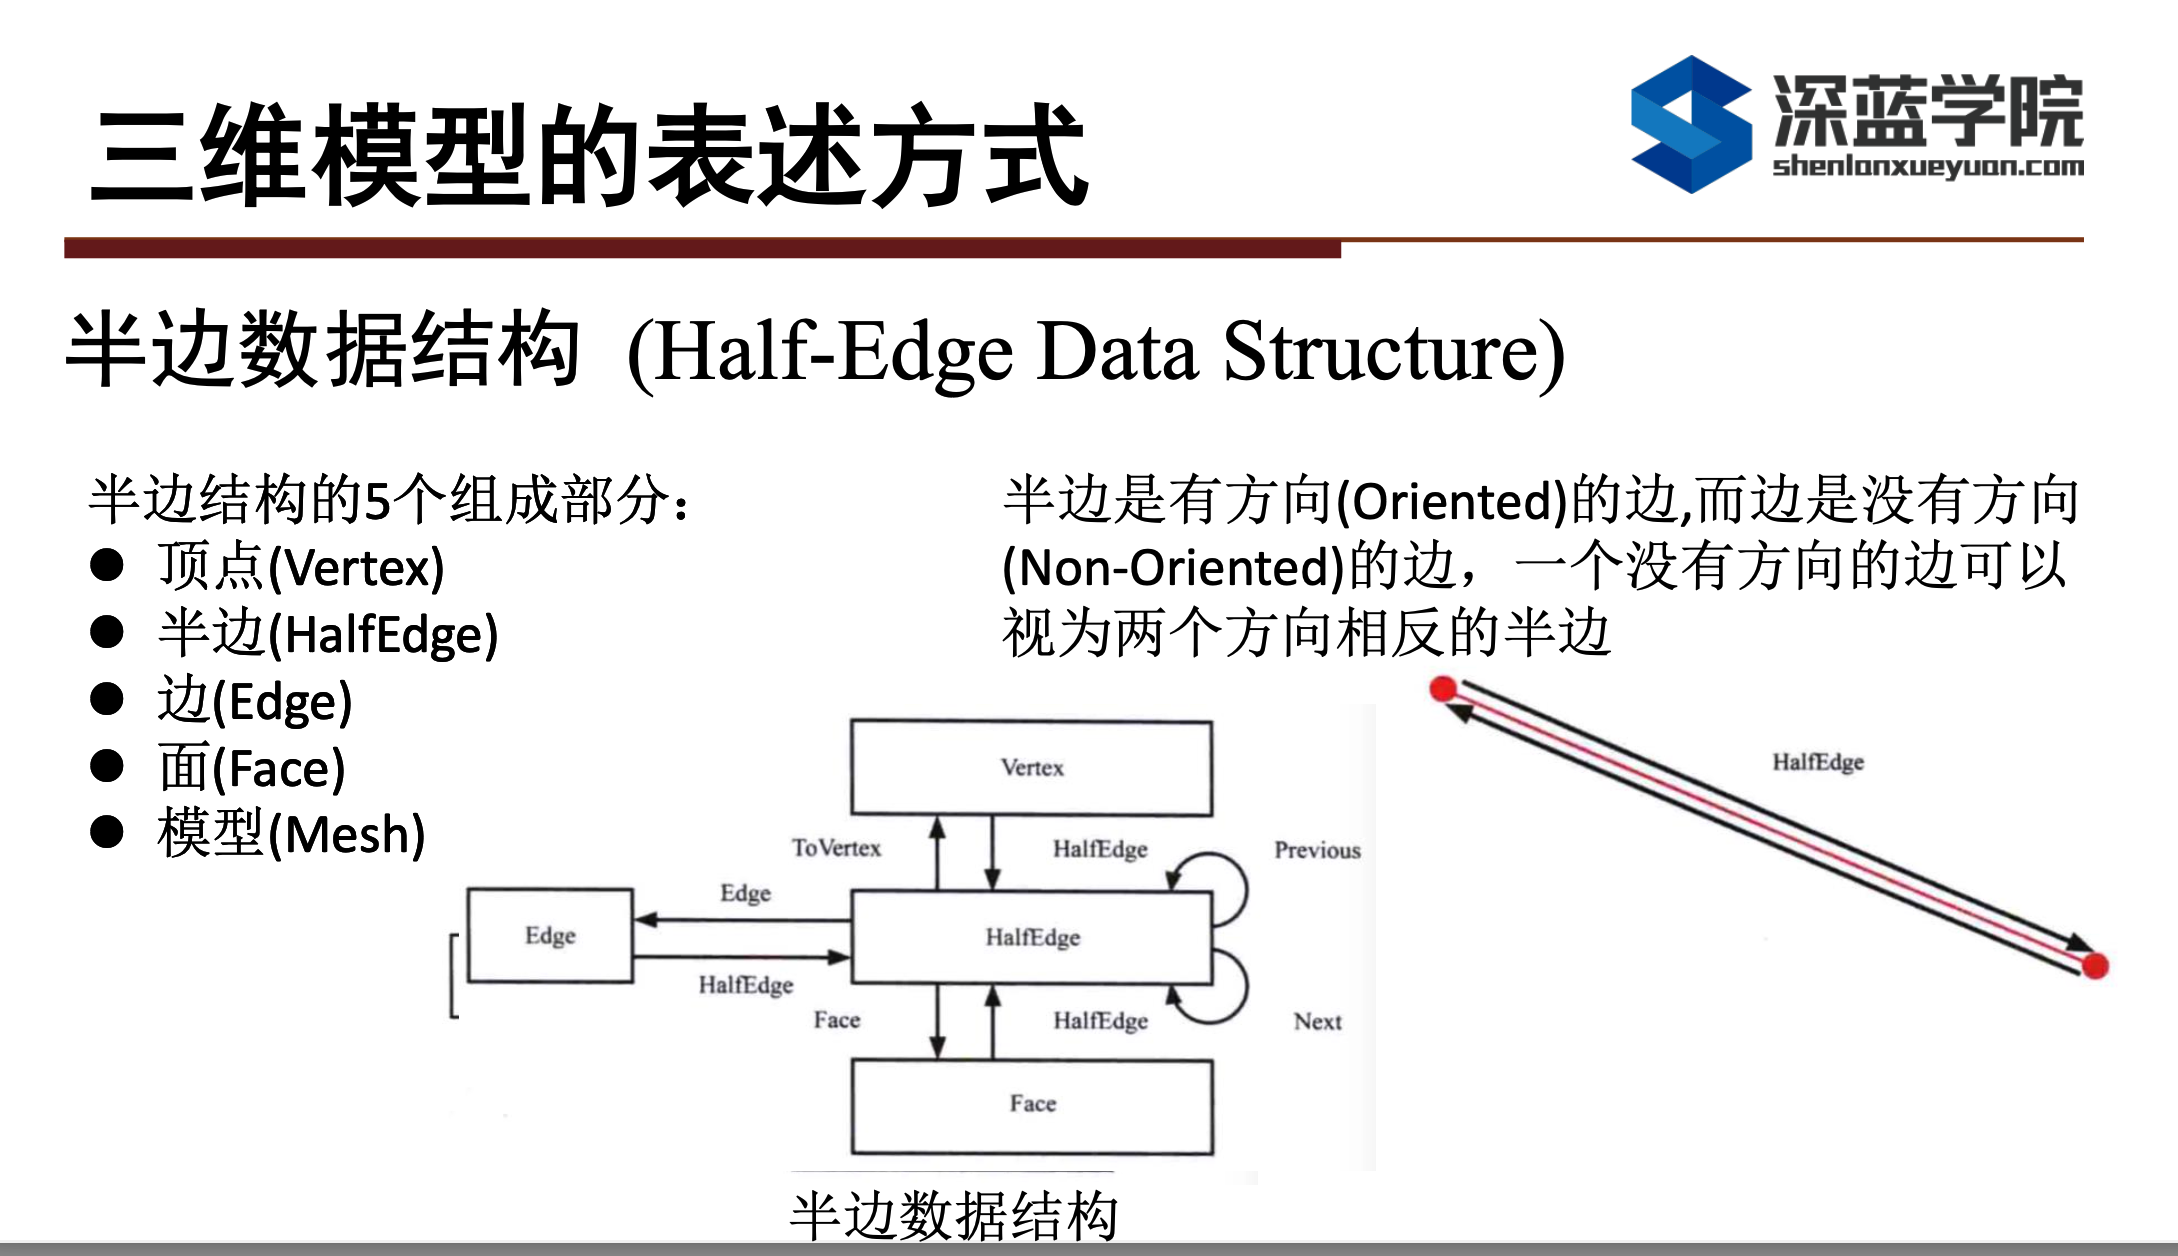 三维模型的表述方式
深蓝学院
shenlanxueyuan.com
半边数据结构 (Half-Edge Data Structure)
半边结构的5个组成部分：
● 顶点(Vertex)
● 半边(HalfEdge)
● 边(Edge)
● 面(Face)
● 模型(Mesh)
半边是有方向(Oriented)的边,而边是没有方向
(Non-Oriented)的边，一个没有方向的边可以
视为两个方向相反的半边
HalfEdge
Vertex
ToVertex
HalfEdge
Previous
Edge
Edge
HalfEdge
HalfEdge
Face
HalfEdge
Next
Face
半边数据结构